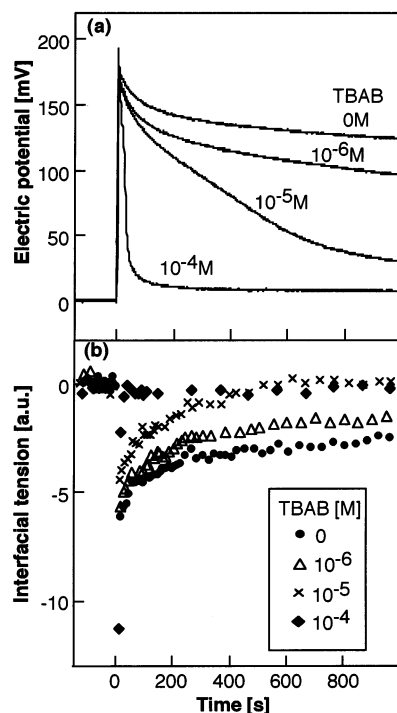 (a)
200
150
100
50
0
Electric potential [mV]
TBAB
0M
10⁻⁶M
10⁻⁵M
10⁻⁴M
(b)
0
-5
-10
Interfacial tension [a.u.]
TBAB [M]
0
10⁻⁶
10⁻⁵
10⁻⁴
0 200 400 600 800
Time [s]